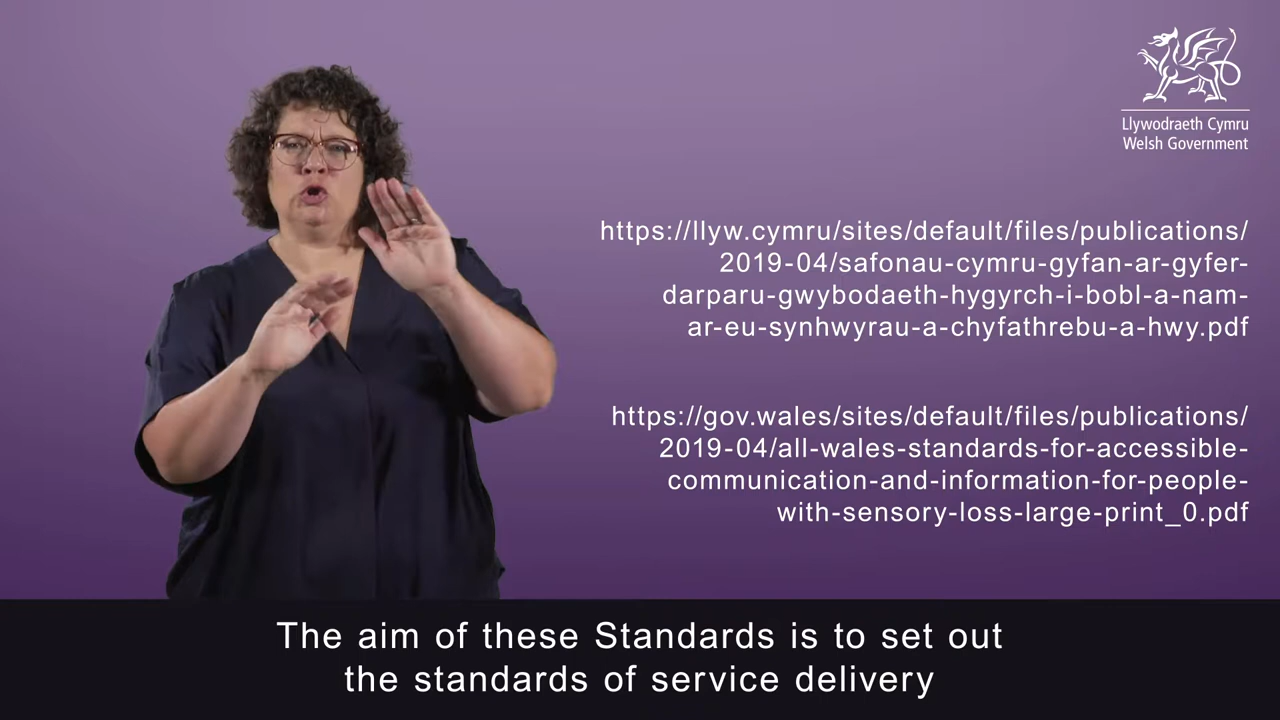 Llywodraeth Cymru
Welsh Government
https://llyw.cymru/sites/default/files/publications/
2019-04/safonau-cymru-gyfan-ar-gyfer-
darparu-gwybodaeth-hygyrch-i-bobl-a-nam-
ar-eu-synhwyrau-a-chyfathrebu-a-hwy.pdf
https://gov.wales/sites/default/files/publications/
2019-04/all-wales-standards-for-accessible-
communication-and-information-for-people-
with-sensory-loss-large-print_0.pdf
The aim of these Standards is to set out
the standards of service delivery